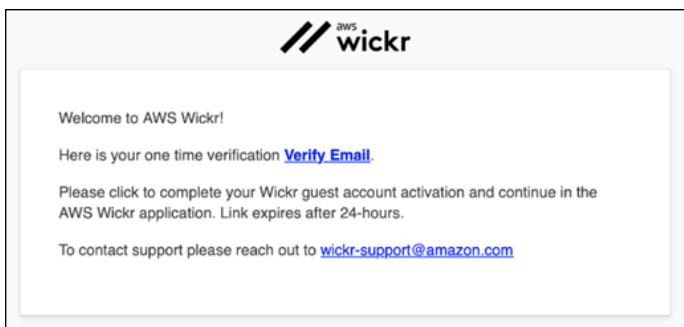 aws
wickr
Welcome to AWS Wickr!
Here is your one time verification Verify Email.
Please click to complete your Wickr guest account activation and continue in the
AWS Wickr application. Link expires after 24-hours.
To contact support please reach out to wickr-support@amazon.com